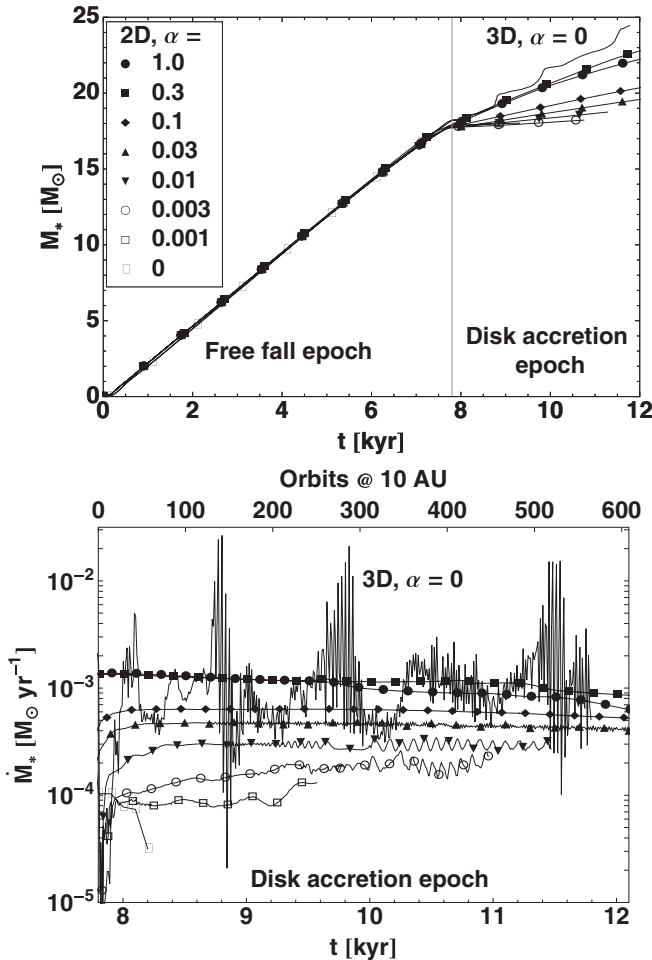 25
20
15
10
5
0
M* [M⊙]
2D, α =
1.0
0.3
0.1
0.03
0.01
0.003
0.001
0
3D, α = 0
Free fall epoch
Disk accretion
epoch
0 2 4 6 8 10 12
t [kyr]
Orbits @ 10 AU
0 100 200 300 400 500 600
10⁻²
10⁻³
10⁻⁴
10⁻⁵
Ṁ* [M⊙ yr⁻¹]
3D, α = 0
Disk accretion epoch
8 9 10 11 12
t [kyr]